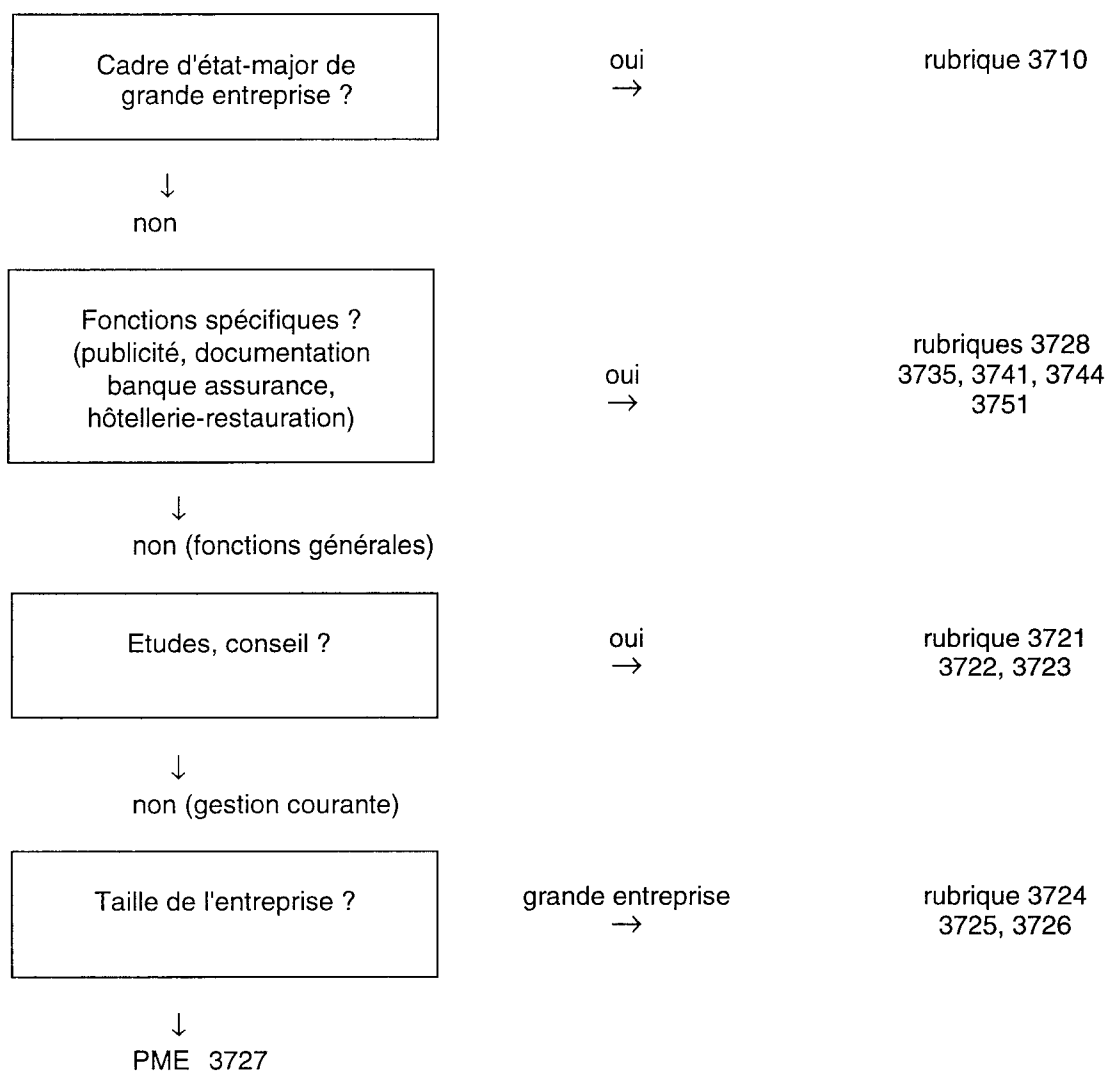 Cadre d'état-major de
grande entreprise ?
oui
→
rubrique 3710
↓
non
Fonctions spécifiques ?
(publicité, documentation
banque assurance,
hôtellerie-restauration)
oui
→
rubriques 3728
3735, 3741, 3744
3751
↓
non (fonctions générales)
Etudes, conseil ?
oui
→
rubrique 3721
3722, 3723
↓
non (gestion courante)
Taille de l'entreprise ?
grande entreprise
→
rubrique 3724
3725, 3726
↓
PME 3727